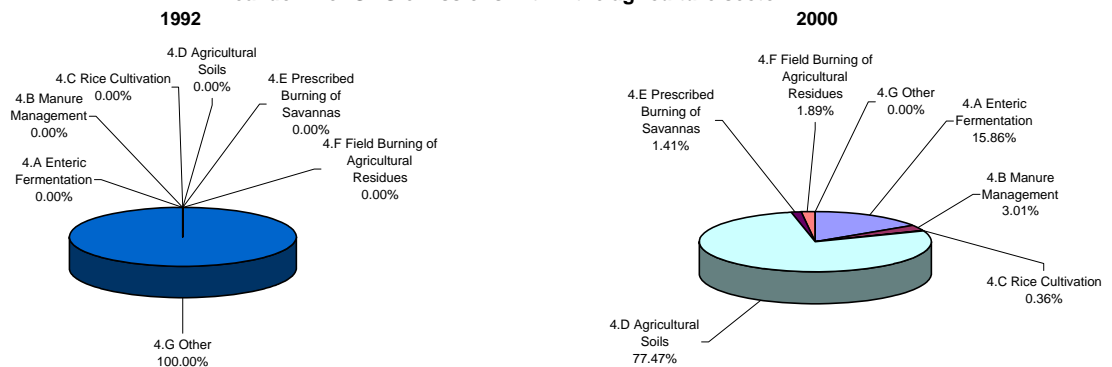 1992
4.D Agricultural
Soils
0.00%
4.C Rice Cultivation
0.00%
4.E Prescribed
Burning of
Savannas
0.00%
4.B Manure
Management
0.00%
4.F Field Burning of
Agricultural
Residues
0.00%
4.A Enteric
Fermentation
0.00%
4.G Other
100.00%
2000
4.F Field Burning of
Agricultural
Residues
1.89%
4.G Other
0.00%
4.E Prescribed
Burning of
Savannas
1.41%
4.A Enteric
Fermentation
15.86%
4.B Manure
Management
3.01%
4.C Rice Cultivation
0.36%
4.D Agricultural
Soils
77.47%